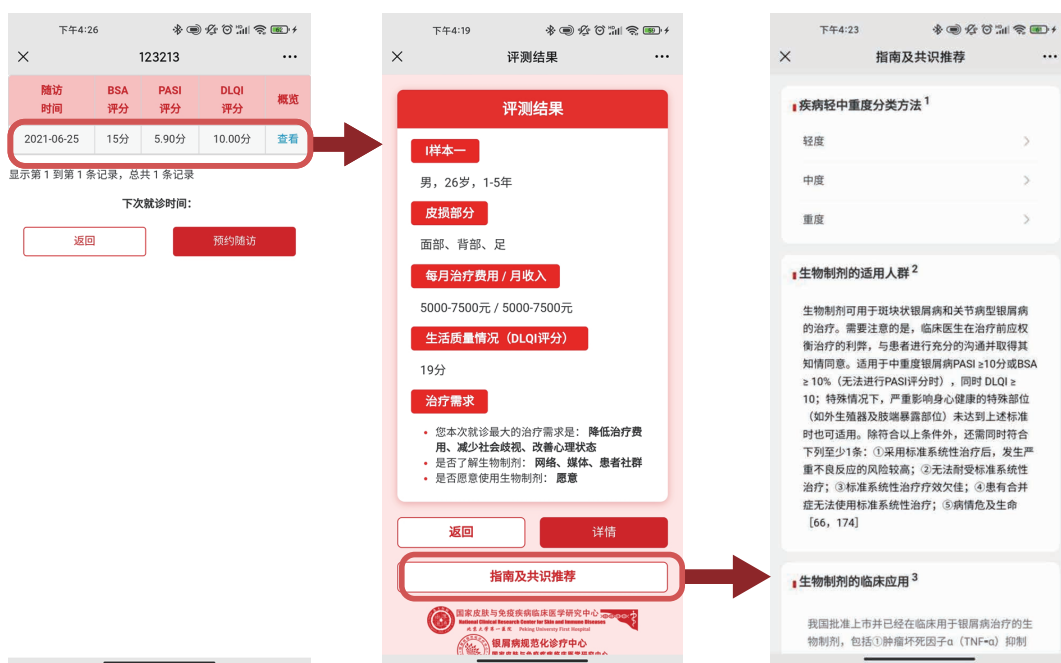 下午4:26
123213
随访时间 BSA评分 PASI评分 DLQI评分 概览
2021-06-25 15分 5.90分 10.00分 查看
显示第 1 到第 1 条记录，总共 1 条记录
下次就诊时间：
返回 预约随访
下午4:19
评测结果
评测结果
I样本一
男，26岁，1-5年
皮损部分
面部、背部、足
每月治疗费用 / 月收入
5000-7500元 / 5000-7500元
生活质量情况（DLQI评分）
19分
治疗需求
• 您本次就诊最大的治疗需求是： 降低治疗费
用、减少社会歧视、改善心理状态
• 是否了解生物制剂： 网络、媒体、患者社群
• 是否愿意使用生物制剂： 愿意
返回 详情
指南及共识推荐
国家皮肤与免疫疾病临床医学研究中心
National Clinical Research Center for Skin and Immune Diseases
北京大学第一医院 Peking University First Hospital
银屑病规范化诊疗中心
下午4:23
指南及共识推荐
疾病轻中重度分类方法 1
轻度
中度
重度
生物制剂的适用人群 2
生物制剂可用于斑块状银屑病和关节病型银屑病
的治疗。需要注意的是，临床医生在治疗前应权
衡治疗的利弊，与患者进行充分的沟通并取得其
知情同意。适用于中重度银屑病PASI ≥10分或BSA
≥ 10%（无法进行PASI评分时），同时 DLQI ≥
10；特殊情况下，严重影响身心健康的特殊部位
（如外生殖器及肢端暴露部位）未达到上述标准
时也可适用。除符合以上条件外，还需同时符合
下列至少1条：①采用标准系统性治疗后，发生严
重不良反应的风险较高；②无法耐受标准系统性
治疗；③标准系统性治疗疗效欠佳；④患有合并
症无法使用标准系统性治疗；⑤病情危及生命
［66，174］
生物制剂的临床应用 3
我国批准上市并已经在临床用于银屑病治疗的生
物制剂，包括①肿瘤坏死因子α（TNF-α）抑制